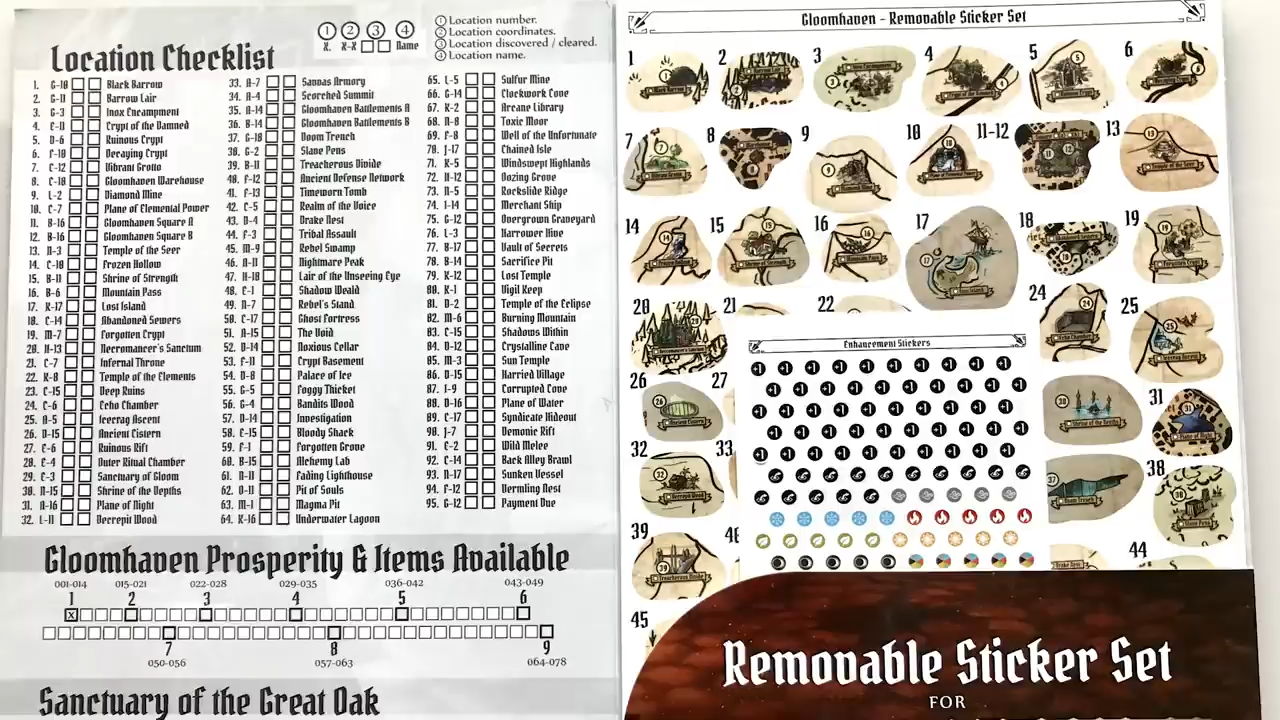 ① ② ③ ④
X. X-X □ □ Name
① Location number.
② Location coordinates.
③ Location discovered / cleared.
④ Location name.
Location Checklist
1. G-10 □ □ Black Barrow
2. G-11 □ □ Barrow Lair
3. G-3 □ □ Inox Encampment
4. E-11 □ □ Crypt of the Damned
5. D-6 □ □ Ruinous Crypt
6. F-10 □ □ Decaying Crypt
7. C-12 □ □ Vibrant Grotto
8. C-18 □ □ Gloomhaven Warehouse
9. L-2 □ □ Diamond Mine
10. C-7 □ □ Plane of Elemental Power
11. B-16 □ □ Gloomhaven Square A
12. B-16 □ □ Gloomhaven Square B
13. N-3 □ □ Temple of the Seer
14. C-10 □ □ Frozen Hollow
15. B-11 □ □ Shrine of Strength
16. B-6 □ □ Mountain Pass
17. K-17 □ □ Lost Island
18. C-14 □ □ Abandoned Sewers
19. M-7 □ □ Forgotten Crypt
20. H-13 □ □ Necromancer's Sanctum
21. C-7 □ □ Infernal Throne
22. K-8 □ □ Temple of the Elements
23. C-15 □ □ Deep Ruins
24. C-6 □ □ Echo Chamber
25. A-5 □ □ Icecrag Ascent
26. D-15 □ □ Ancient Cistern
27. E-6 □ □ Ruinous Rift
28. E-4 □ □ Outer Ritual Chamber
29. E-3 □ □ Sanctuary of Gloom
30. N-15 □ □ Shrine of the Depths
31. A-16 □ □ Plane of Night
32. L-11 □ □ Decrepit Wood
33. A-7 □ □ Savvas Armory
34. A-4 □ □ Scorched Summit
35. A-14 □ □ Gloomhaven Battlements A
36. B-14 □ □ Gloomhaven Battlements B
37. G-18 □ □ Doom Trench
38. G-2 □ □ Slave Pens
39. B-11 □ □ Treacherous Divide
40. F-12 □ □ Ancient Defense Network
41. F-13 □ □ Timeworn Tomb
42. C-5 □ □ Realm of the Voice
43. D-4 □ □ Drake Nest
44. F-3 □ □ Tribal Assault
45. M-9 □ □ Rebel Swamp
46. A-11 □ □ Nightmare Peak
47. H-18 □ □ Lair of the Unseeing Eye
48. E-1 □ □ Shadow Weald
49. N-7 □ □ Rebel's Stand
50. C-17 □ □ Ghost Fortress
51. A-15 □ □ The Void
52. D-14 □ □ Noxious Cellar
53. F-11 □ □ Crypt Basement
54. D-8 □ □ Palace of Ice
55. G-5 □ □ Foggy Thicket
56. G-4 □ □ Bandits Wood
57. D-14 □ □ Investigation
58. E-15 □ □ Bloody Shack
59. F-1 □ □ Forgotten Grove
60. B-15 □ □ Alchemy Lab
61. N-11 □ □ Fading Lighthouse
62. D-11 □ □ Pit of Souls
63. M-1 □ □ Magma Pit
64. K-16 □ □ Underwater Lagoon
65. L-5 □ □ Sulfur Mine
66. G-14 □ □ Clockwork Cove
67. K-2 □ □ Arcane Library
68. N-8 □ □ Toxic Moor
69. F-8 □ □ Well of the Unfortunate
70. J-17 □ □ Chained Isle
71. K-5 □ □ Windswept Highlands
72. H-12 □ □ Oozing Grove
73. N-5 □ □ Rockslide Ridge
74. I-14 □ □ Merchant Ship
75. G-12 □ □ Overgrown Graveyard
76. L-3 □ □ Harrower Hive
77. B-17 □ □ Vault of Secrets
78. B-14 □ □ Sacrifice Pit
79. K-12 □ □ Lost Temple
80. K-1 □ □ Vigil Keep
81. D-2 □ □ Temple of the Eclipse
82. M-6 □ □ Burning Mountain
83. C-15 □ □ Shadows Within
84. D-12 □ □ Crystalline Cave
85. M-3 □ □ Sun Temple
86. D-15 □ □ Harried Village
87. I-9 □ □ Corrupted Cove
88. D-16 □ □ Plane of Water
89. C-17 □ □ Syndicate Hideout
90. J-7 □ □ Demonic Rift
91. E-2 □ □ Wild Melee
92. C-14 □ □ Back Alley Brawl
93. N-17 □ □ Sunken Vessel
94. F-12 □ □ Vermling Nest
95. G-12 □ □ Payment Due
Gloomhaven Prosperity & Items Available
001-014 015-021 022-028 029-035 036-042 043-049
1 2 3 4 5 6
7 8 9
050-056 057-063 064-078
Sanctuary of the Great Oak
Gloomhaven - Removable Sticker Set
1 2 3 4 5 6
7 8 9 10 11-12 13
14 15 16 17 18 19
20 21 22 24 25
Enhancement Stickers
26 27 31
32 33 38
39 44
45
Removable Sticker Set
FOR